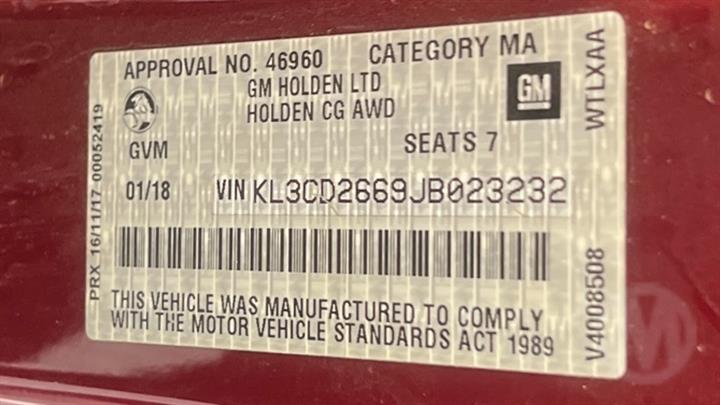 APPROVAL NO. 46960 CATEGORY MA
GM HOLDEN LTD
HOLDEN CG AWD
GM
GVM
SEATS 7
01/18 VIN KL3CD2669JB023232
THIS VEHICLE WAS MANUFACTURED TO COMPLY
WITH THE MOTOR VEHICLE STANDARDS ACT 1989
PRX 16/11/17 00052419
WTLXAA
V4008508
M